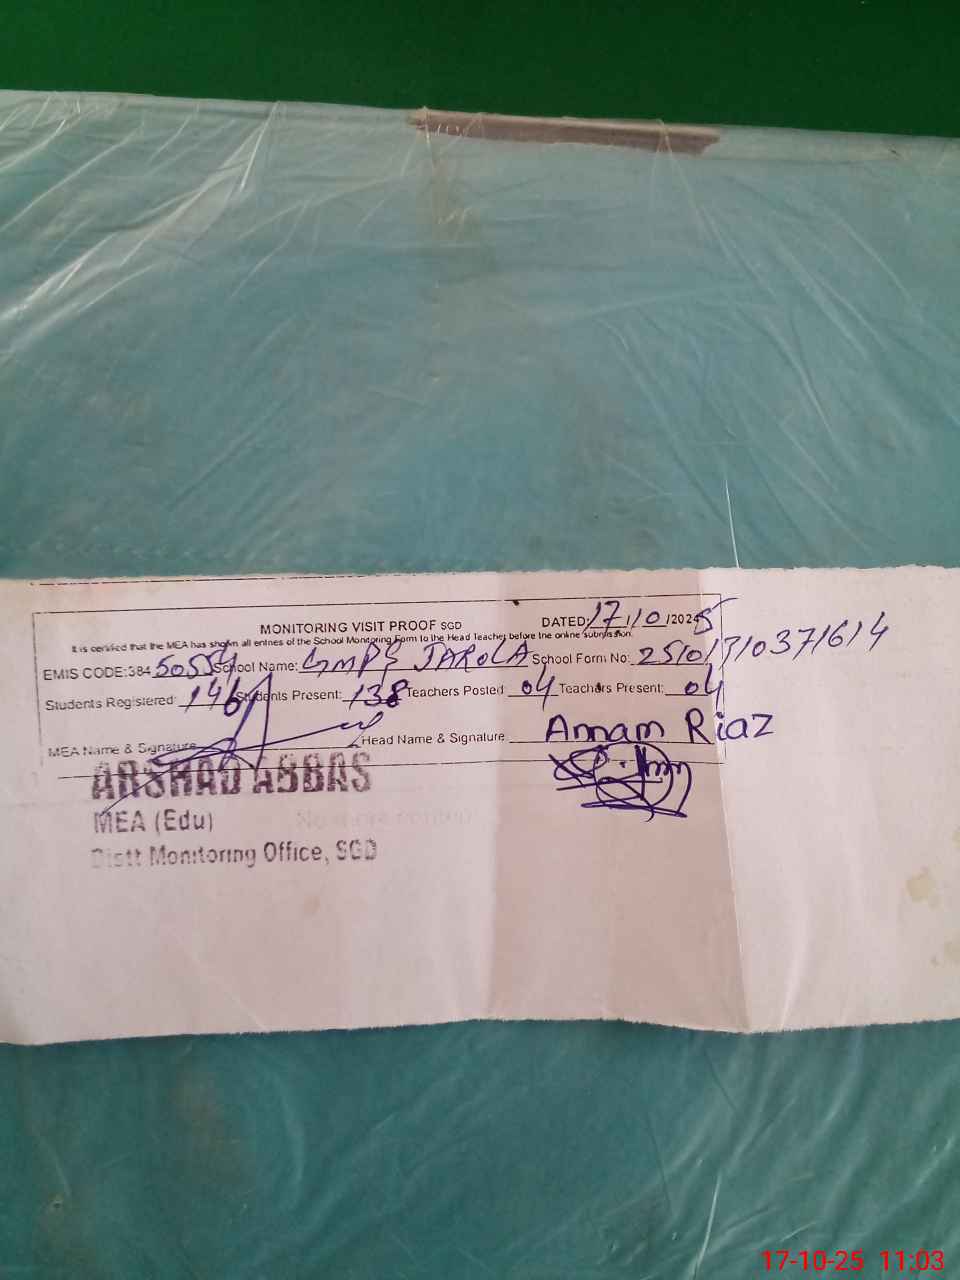 MONITORING VISIT PROOF SGD DATED: 17/10/2025
It is certified that the MEA has shown all entries of the School Monitoring Form to the Head Teacher before the online submission.
EMIS CODE:384 50554 School Name: GMPS JAROLA School Form No:
Students Registered: 146 Students Present: 138 Teachers Posted: 04 Teachers Present: 04
MEA Name & Signature Head Name & Signature: Amam Riaz
ARSHAD ABBAS
MEA (Edu)
Distt Monitoring Office, SGD
17-10-25 11:03